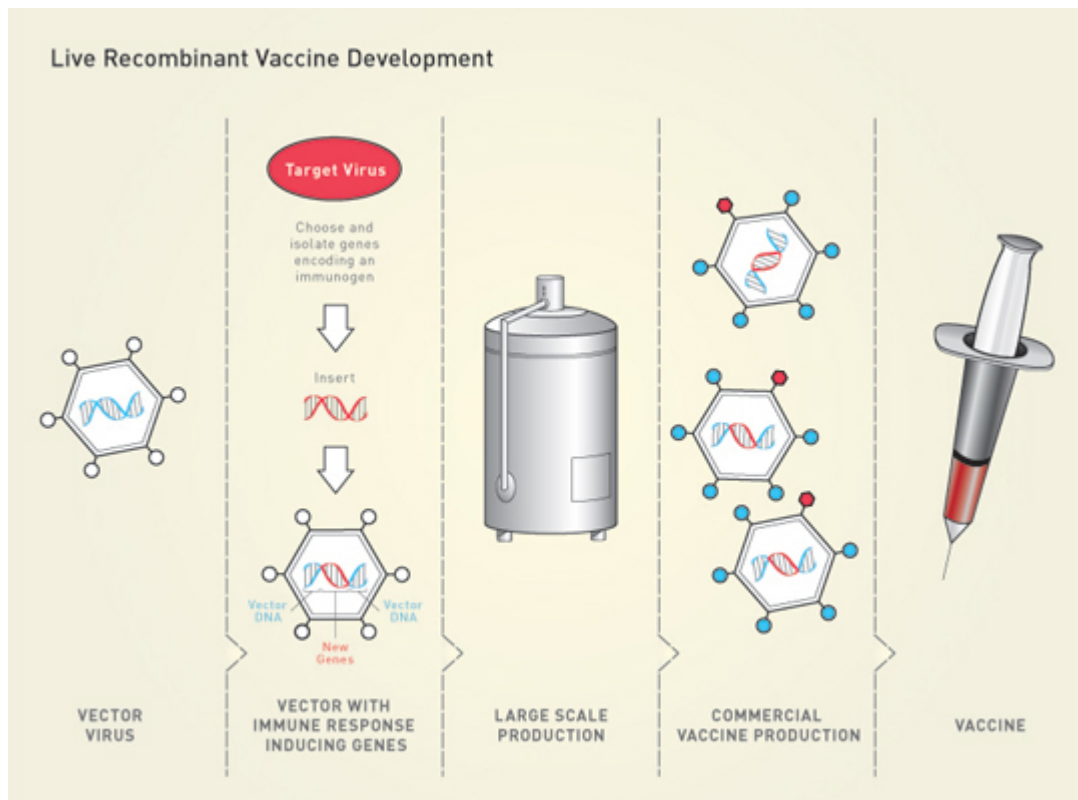 Live Recombinant Vaccine Development
Target Virus
Choose and
isolate genes
encoding an
immunogen
Insert
Vector
DNA
Vector
DNA
New
Genes
VECTOR
VIRUS
VECTOR WITH
IMMUNE RESPONSE
INDUCING GENES
LARGE SCALE
PRODUCTION
COMMERCIAL
VACCINE PRODUCTION
VACCINE